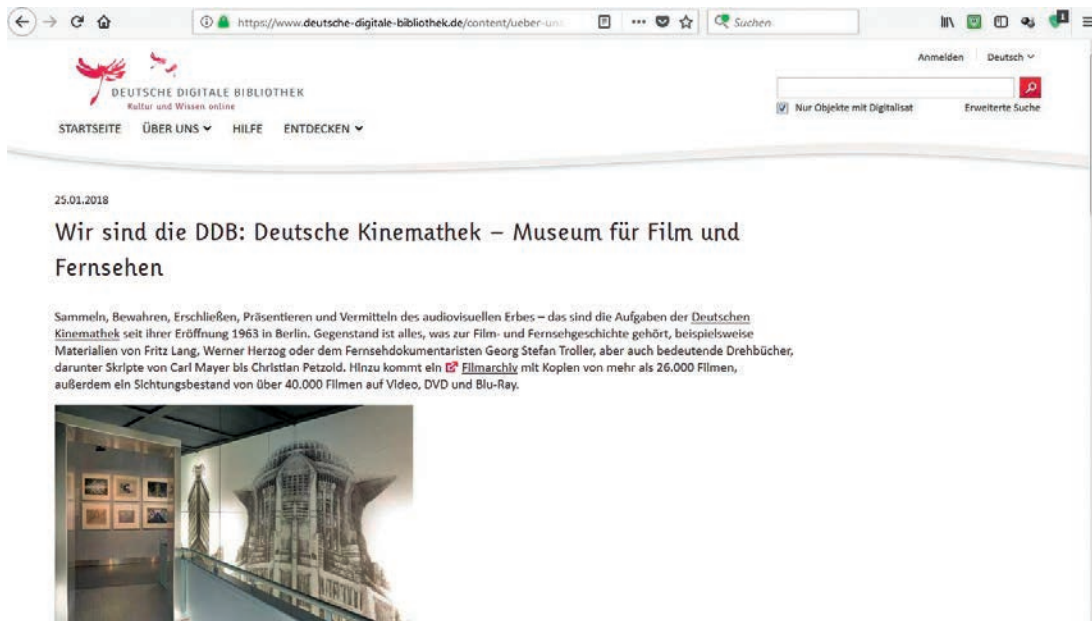 https://www.deutsche-digitale-bibliothek.de/content/ueber-uns
Suchen
1
Anmelden Deutsch
DEUTSCHE DIGITALE BIBLIOTHEK
Kultur und Wissen online
Nur Objekte mit Digitalisat Erweiterte Suche
STARTSEITE ÜBER UNS HILFE ENTDECKEN
25.01.2018
Wir sind die DDB: Deutsche Kinemathek – Museum für Film und
Fernsehen
Sammeln, Bewahren, Erschließen, Präsentieren und Vermitteln des audiovisuellen Erbes – das sind die Aufgaben der Deutschen
Kinemathek seit ihrer Eröffnung 1963 in Berlin. Gegenstand ist alles, was zur Film- und Fernsehgeschichte gehört, beispielsweise
Materialien von Fritz Lang, Werner Herzog oder dem Fernsehdokumentaristen Georg Stefan Troller, aber auch bedeutende Drehbücher,
darunter Skripte von Carl Mayer bis Christian Petzold. Hinzu kommt ein Filmarchiv mit Kopien von mehr als 26.000 Filmen,
außerdem ein Sichtungsbestand von über 40.000 Filmen auf Video, DVD und Blu-Ray.